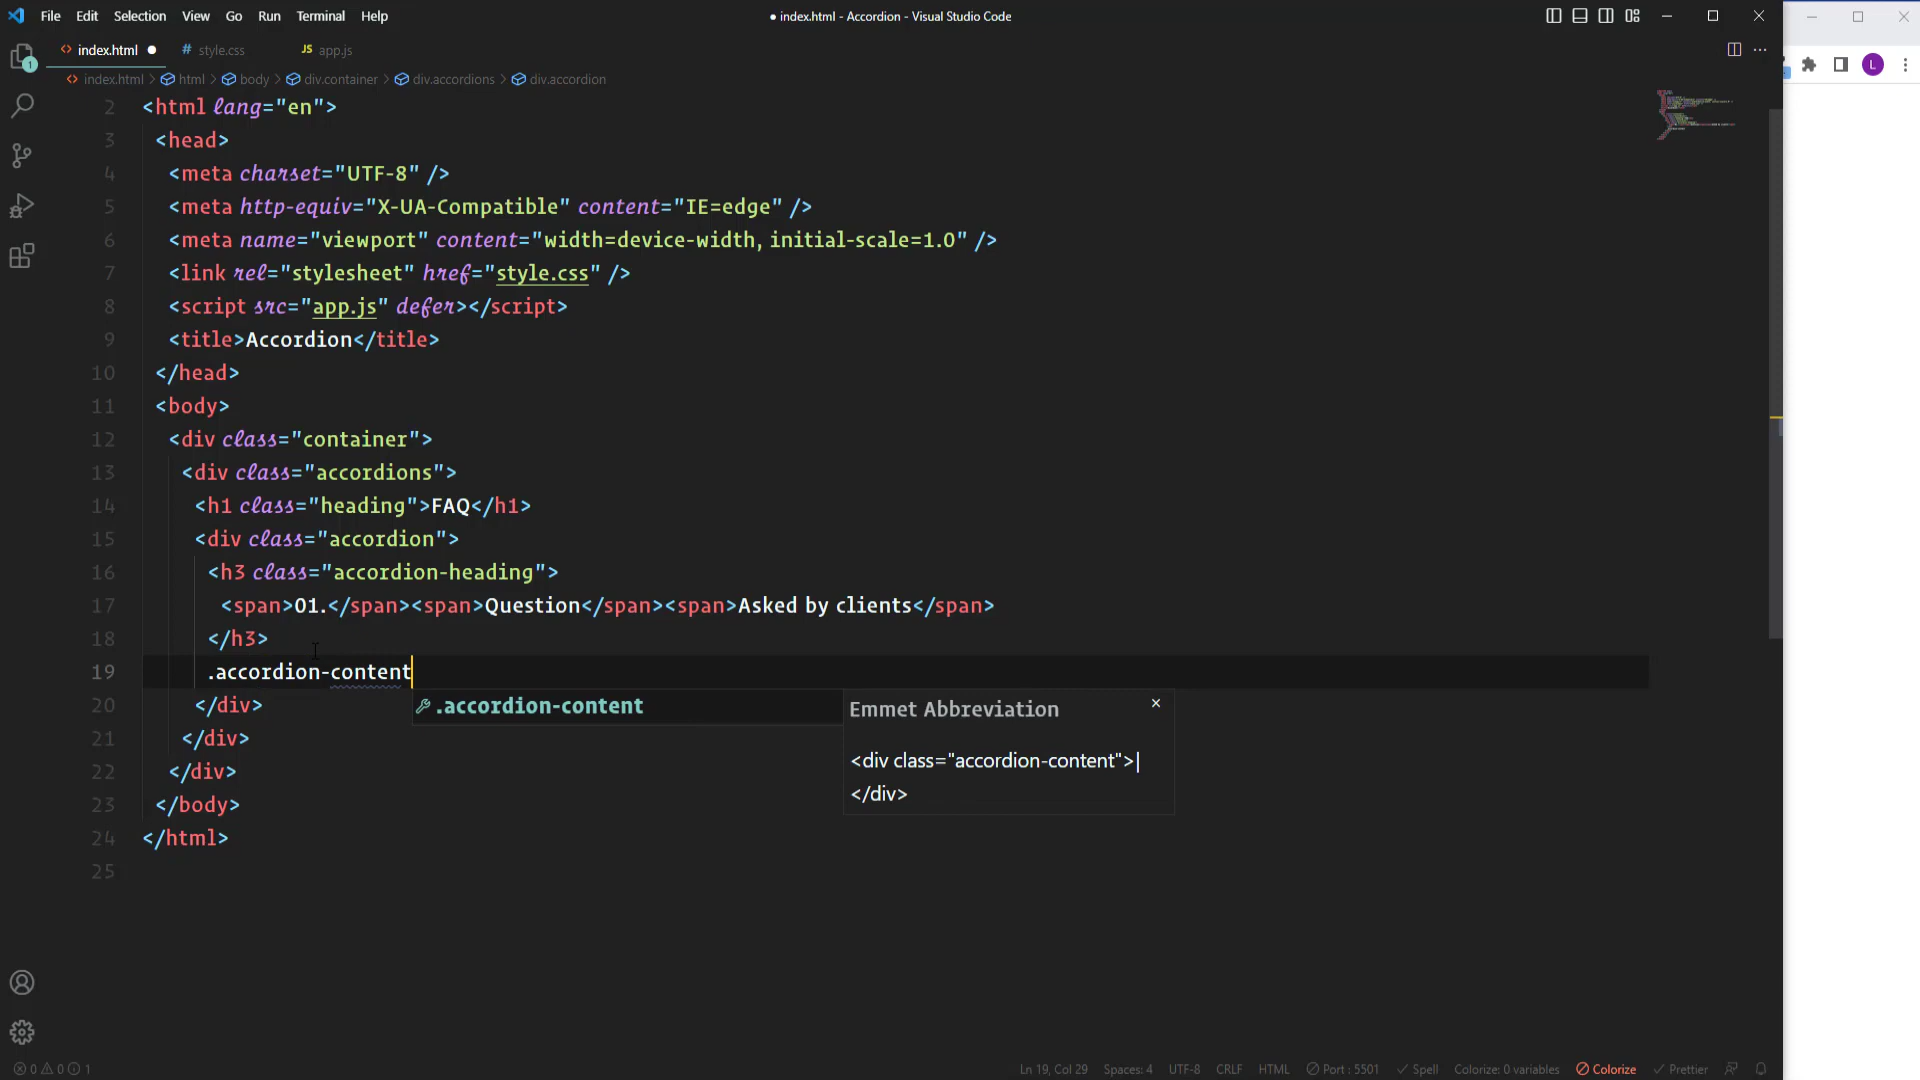 File Edit Selection View Go Run Terminal Help
● index.html - Accordion - Visual Studio Code
1
<> index.html ●
# style.css
JS app.js
<> index.html > html > body > div.container > div.accordions > div.accordion
2 <html lang="en">
3 <head>
4 <meta charset="UTF-8" />
5 <meta http-equiv="X-UA-Compatible" content="IE=edge" />
6 <meta name="viewport" content="width=device-width, initial-scale=1.0" />
7 <link rel="stylesheet" href="style.css" />
8 <script src="app.js" defer></script>
9 <title>Accordion</title>
10 </head>
11 <body>
12 <div class="container">
13 <div class="accordions">
14 <h1 class="heading">FAQ</h1>
15 <div class="accordion">
16 <h3 class="accordion-heading">
17 <span>01.</span><span>Question</span><span>Asked by clients</span>
18 </h3>
19 .accordion-content
20 </div>
21 </div>
22 </div>
23 </body>
24 </html>
25
.accordion-content
Emmet Abbreviation
<div class="accordion-content">|
</div>
L
0 0 1
Ln 19, Col 29 Spaces: 4 UTF-8 CRLF HTML Port : 5501 Spell Colorize: 0 variables Colorize Prettier